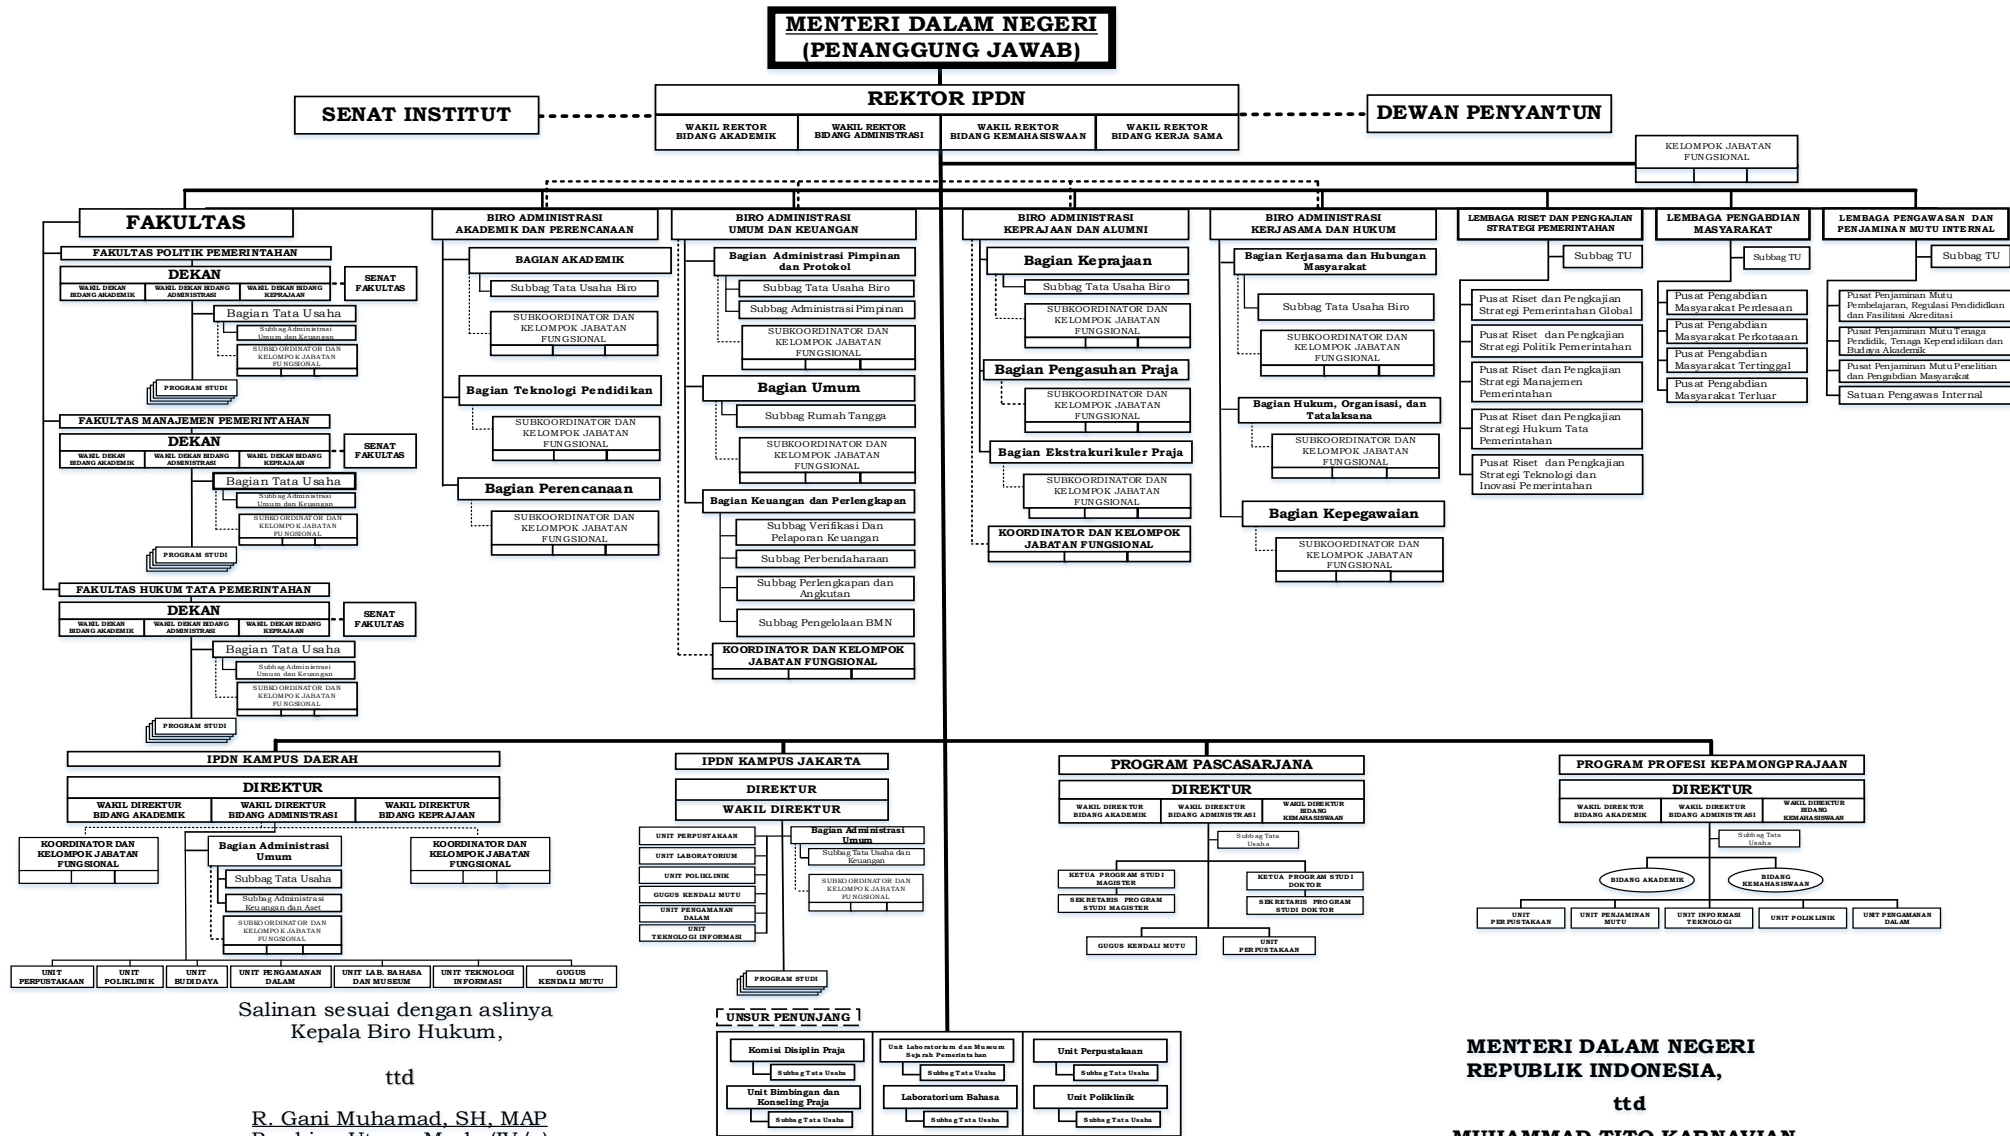 MENTERI DALAM NEGERI
(PENANGGUNG JAWAB)
SENAT INSTITUT
REKTOR IPDN
WAKIL REKTOR
BIDANG AKADEMIK
WAKIL REKTOR
BIDANG ADMINISTRASI
WAKIL REKTOR
BIDANG KEMAHASISWAAN
WAKIL REKTOR
BIDANG KERJA SAMA
DEWAN PENYANTUN
KELOMPOK JABATAN
FUNGSIONAL
FAKULTAS
FAKULTAS POLITIK PEMERINTAHAN
DEKAN
WAKIL DEKAN
BIDANG AKADEMIK
WAKIL DEKAN BIDANG
ADMINISTRASI
WAKIL DEKAN BIDANG
KEPRAJAAN
SENAT
FAKULTAS
Bagian Tata Usaha
Subbag Administrasi
Umum dan Keuangan
SUBKOORDINATOR DAN
KELOMPOK JABATAN
FUNGSIONAL
PROGRAM STUDI
FAKULTAS MANAJEMEN PEMERINTAHAN
DEKAN
WAKIL DEKAN
BIDANG AKADEMIK
WAKIL DEKAN BIDANG
ADMINISTRASI
WAKIL DEKAN BIDANG
KEPRAJAAN
SENAT
FAKULTAS
Bagian Tata Usaha
Subbag Administrasi
Umum dan Keuangan
SUBKOORDINATOR DAN
KELOMPOK JABATAN
FUNGSIONAL
PROGRAM STUDI
FAKULTAS HUKUM TATA PEMERINTAHAN
DEKAN
WAKIL DEKAN
BIDANG AKADEMIK
WAKIL DEKAN BIDANG
ADMINISTRASI
WAKIL DEKAN BIDANG
KEPRAJAAN
SENAT
FAKULTAS
Bagian Tata Usaha
Subbag Administrasi
Umum dan Keuangan
SUBKOORDINATOR DAN
KELOMPOK JABATAN
FUNGSIONAL
PROGRAM STUDI
BIRO ADMINISTRASI
AKADEMIK DAN PERENCANAAN
BAGIAN AKADEMIK
Subbag Tata Usaha Biro
SUBKOORDINATOR DAN
KELOMPOK JABATAN
FUNGSIONAL
Bagian Teknologi Pendidikan
SUBKOORDINATOR DAN
KELOMPOK JABATAN
FUNGSIONAL
Bagian Perencanaan
SUBKOORDINATOR DAN
KELOMPOK JABATAN
FUNGSIONAL
BIRO ADMINISTRASI
UMUM DAN KEUANGAN
Bagian Administrasi Pimpinan
dan Protokol
Subbag Tata Usaha Biro
Subbag Administrasi Pimpinan
SUBKOORDINATOR DAN
KELOMPOK JABATAN
FUNGSIONAL
Bagian Umum
Subbag Rumah Tangga
SUBKOORDINATOR DAN
KELOMPOK JABATAN
FUNGSIONAL
Bagian Keuangan dan Perlengkapan
Subbag Verifikasi Dan
Pelaporan Keuangan
Subbag Perbendaharaan
Subbag Perlengkapan dan
Angkutan
Subbag Pengelolaan BMN
KOORDINATOR DAN KELOMPOK
JABATAN FUNGSIONAL
BIRO ADMINISTRASI
KEPRAJAAN DAN ALUMNI
Bagian Keprajaan
Subbag Tata Usaha Biro
SUBKOORDINATOR DAN
KELOMPOK JABATAN
FUNGSIONAL
Bagian Pengasuhan Praja
SUBKOORDINATOR DAN
KELOMPOK JABATAN
FUNGSIONAL
Bagian Ekstrakurikuler Praja
SUBKOORDINATOR DAN
KELOMPOK JABATAN
FUNGSIONAL
KOORDINATOR DAN KELOMPOK
JABATAN FUNGSIONAL
BIRO ADMINISTRASI
KERJASAMA DAN HUKUM
Bagian Kerjasama dan Hubungan
Masyarakat
Subbag Tata Usaha Biro
SUBKOORDINATOR DAN
KELOMPOK JABATAN
FUNGSIONAL
Bagian Hukum, Organisasi, dan
Tatalaksana
SUBKOORDINATOR DAN
KELOMPOK JABATAN
FUNGSIONAL
Bagian Kepegawaian
SUBKOORDINATOR DAN
KELOMPOK JABATAN
FUNGSIONAL
LEMBAGA RISET DAN PENGKAJIAN
STRATEGI PEMERINTAHAN
Subbag TU
Pusat Riset dan Pengkajian
Strategi Pemerintahan Global
Pusat Riset dan Pengkajian
Strategi Politik Pemerintahan
Pusat Riset dan Pengkajian
Strategi Manajemen
Pemerintahan
Pusat Riset dan Pengkajian
Strategi Hukum Tata
Pemerintahan
Pusat Riset dan Pengkajian
Strategi Teknologi dan
Inovasi Pemerintahan
LEMBAGA PENGABDIAN
MASYARAKAT
Subbag TU
Pusat Pengabdian
Masyarakat Perdesaan
Pusat Pengabdian
Masyarakat Perkotaaan
Pusat Pengabdian
Masyarakat Tertinggal
Pusat Pengabdian
Masyarakat Terluar
LEMBAGA PENGAWASAN DAN
PENJAMINAN MUTU INTERNAL
Subbag TU
Pusat Penjaminan Mutu
Pembelajaran, Regulasi Pendididkan
dan Fasilitasi Akreditasi
Pusat Penjaminan Mutu Tenaga
Pendidik, Tenaga Kependidikan dan
Budaya Akademik
Pusat Penjaminan Mutu Penelitian
dan Pengabdian Masyarakat
Satuan Pengawas Internal
IPDN KAMPUS DAERAH
DIREKTUR
WAKIL DIREKTUR
BIDANG AKADEMIK
WAKIL DIREKTUR
BIDANG ADMINISTRASI
WAKIL DIREKTUR
BIDANG KEPRAJAAN
KOORDINATOR DAN
KELOMPOK JABATAN
FUNGSIONAL
Bagian Administrasi
Umum
Subbag Tata Usaha
Subbag Administrasi
Keuangan dan Aset
SUBKOORDINATOR DAN
KELOMPOK JABATAN
FUNGSIONAL
KOORDINATOR DAN
KELOMPOK JABATAN
FUNGSIONAL
UNIT
PERPUSTAKAAN
UNIT
POLIKLINIK
UNIT
BUDIDAYA
UNIT PENGAMANAN
DALAM
UNIT LAB. BAHASA
DAN MUSEUM
UNIT TEKNOLOGI
INFORMASI
GUGUS
KENDALI MUTU
IPDN KAMPUS JAKARTA
DIREKTUR
WAKIL DIREKTUR
UNIT PERPUSTAKAAN
UNIT LABORATORIUM
UNIT POLIKLINIK
GUGUS KENDALI MUTU
UNIT PENGAMANAN
DALAM
UNIT
TEKNOLOGI INFORMASI
Bagian Administrasi
Umum
Subbag Tata Usaha dan
Keuangan
SUBKOORDINATOR DAN
KELOMPOK JABATAN
FUNGSIONAL
PROGRAM STUDI
PROGRAM PASCASARJANA
DIREKTUR
WAKIL DIREKTUR
BIDANG AKADEMIK
WAKIL DIREKTUR
BIDANG ADMINISTRASI
WAKIL DIREKTUR
BIDANG
KEMAHASISWAAN
Subbag Tata
Usaha
KETUA PROGRAM STUDI
MAGISTER
SEKRETARIS PROGRAM
STUDI MAGISTER
KETUA PROGRAM STUDI
DOKTOR
SEKRETARIS PROGRAM
STUDI DOKTOR
GUGUS KENDALI MUTU
UNIT
PERPUSTAKAAN
PROGRAM PROFESI KEPAMONGPRAJAAN
DIREKTUR
WAKIL DIREKTUR
BIDANG AKADEMIK
WAKIL DIREKTUR
BIDANG ADMINISTRASI
WAKIL DIREKTUR
BIDANG
KEMAHASISWAAN
Subbag Tata
Usaha
BIDANG AKADEMIK
BIDANG
KEMAHASISWAAN
UNIT
PERPUSTAKAAN
UNIT PENJAMINAN
MUTU
UNIT INFORMASI
TEKNOLOGI
UNIT POLIKLINIK
UNIT PENGAMANAN
DALAM
UNSUR PENUNJANG
Komisi Disiplin Praja
Subbag Tata Usaha
Unit Bimbingan dan
Konseling Praja
Subbag Tata Usaha
Unit Laboratorium dan Museum
Sejarah Pemerintahan
Subbag Tata Usaha
Laboratorium Bahasa
Subbag Tata Usaha
Unit Perpustakaan
Subbag Tata Usaha
Unit Poliklinik
Subbag Tata Usaha
Salinan sesuai dengan aslinya
Kepala Biro Hukum,
ttd
R. Gani Muhamad, SH, MAP
MENTERI DALAM NEGERI
REPUBLIK INDONESIA,
ttd
MUHAMMAD TITO KARNAVIAN